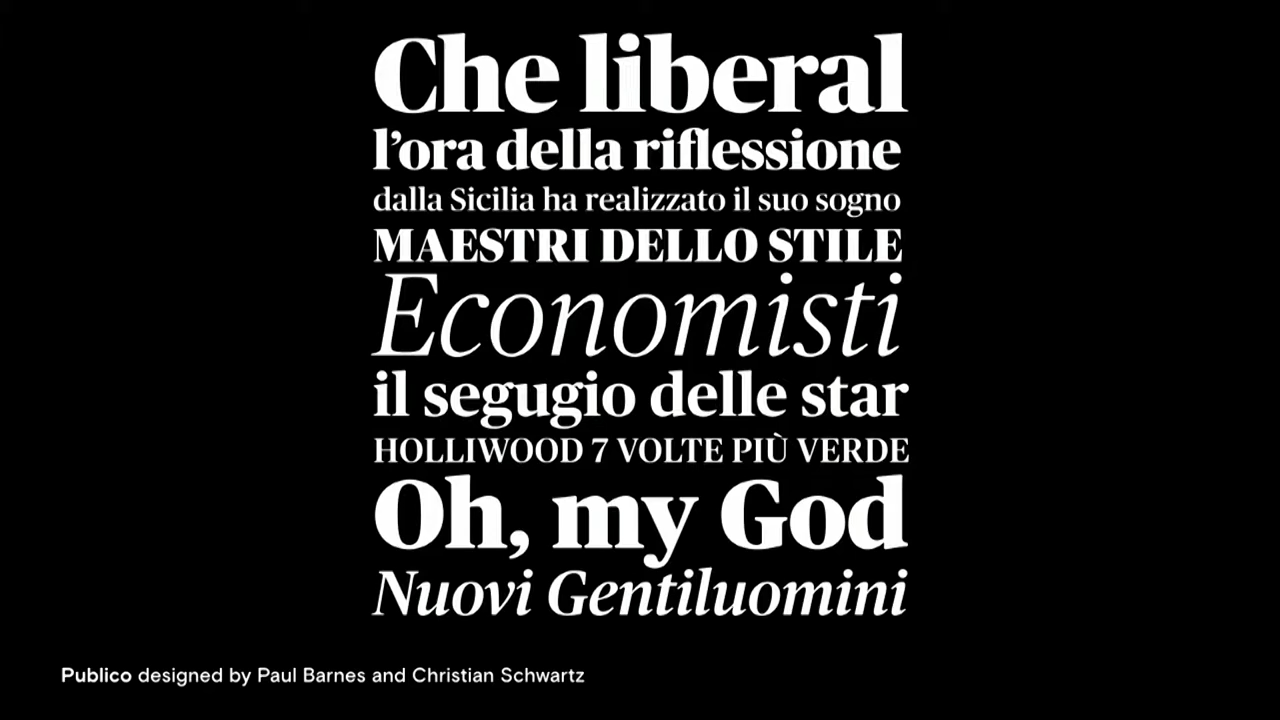 Che liberal
l’ora della riflessione
dalla Sicilia ha realizzato il suo sogno
MAESTRI DELLO STILE
Economisti
il segugio delle star
HOLLIWOOD 7 VOLTE PIÙ VERDE
Oh, my God
Nuovi Gentiluomini
Publico designed by Paul Barnes and Christian Schwartz